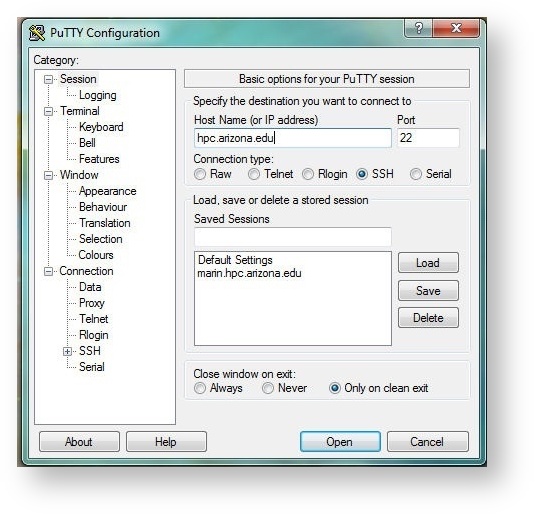 PuTTY Configuration
?
X
Category:
Session
Logging
Terminal
Keyboard
Bell
Features
Window
Appearance
Behaviour
Translation
Selection
Colours
Connection
Data
Proxy
Telnet
Rlogin
SSH
Serial
Basic options for your PuTTY session
Specify the destination you want to connect to
Host Name (or IP address) Port
hpc.arizona.edu 22
Connection type:
Raw Telnet Rlogin SSH Serial
Load, save or delete a stored session
Saved Sessions
Default Settings
marin.hpc.arizona.edu
Load
Save
Delete
Close window on exit:
Always Never Only on clean exit
About Help Open Cancel